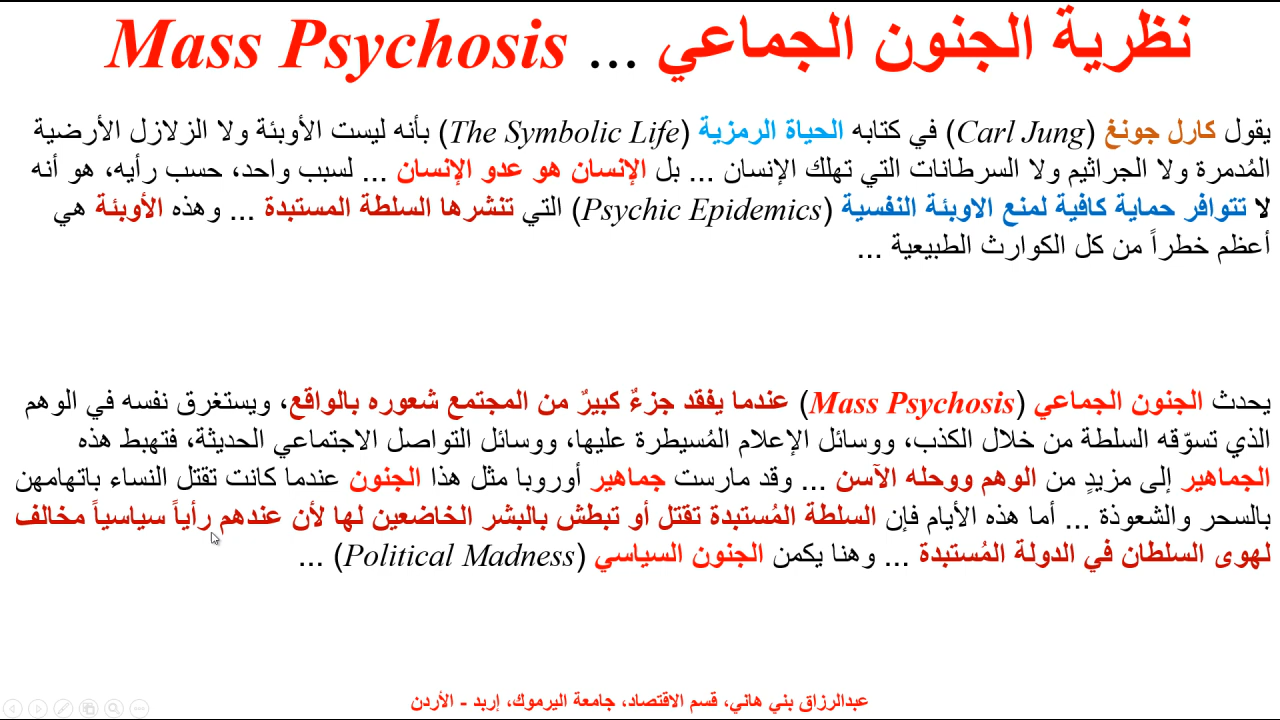 نظرية الجنون الجماعي ... Mass Psychosis
يقول كارل جونغ (Carl Jung) في كتابه الحياة الرمزية (The Symbolic Life) بأنه ليست الأوبئة ولا الزلازل الأرضية
المُدمرة ولا الجراثيم ولا السرطانات التي تهلك الإنسان ... بل الإنسان هو عدو الإنسان ... لسبب واحد، حسب رأيه، هو أنه
لا تتوافر حماية كافية لمنع الاوبئة النفسية (Psychic Epidemics) التي تنشرها السلطة المستبدة ... وهذه الأوبئة هي
أعظم خطراً من كل الكوارث الطبيعية ...
يحدث الجنون الجماعي (Mass Psychosis) عندما يفقد جزءٌ كبيرٌ من المجتمع شعوره بالواقع، ويستغرق نفسه في الوهم
الذي تسوّقه السلطة من خلال الكذب، ووسائل الإعلام المُسيطرة عليها، ووسائل التواصل الاجتماعي الحديثة، فتهبط هذه
الجماهير إلى مزيدٍ من الوهم ووحله الآسن ... وقد مارست جماهير أوروبا مثل هذا الجنون عندما كانت تقتل النساء باتهامهن
بالسحر والشعوذة ... أما هذه الأيام فإن السلطة المُستبدة تقتل أو تبطش بالبشر الخاضعين لها لأن عندهم رأياً سياسياً مخالف
لهوى السلطان في الدولة المُستبدة ... وهنا يكمن الجنون السياسي (Political Madness) ...
عبدالرزاق بني هاني، قسم الاقتصاد، جامعة اليرموك، إربد - الأردن